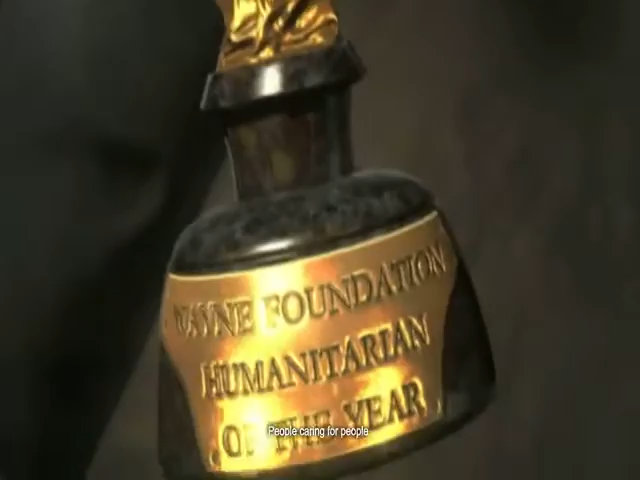 WAYNE FOUNDATION
HUMANITARIAN
OF THE YEAR
People caring for people